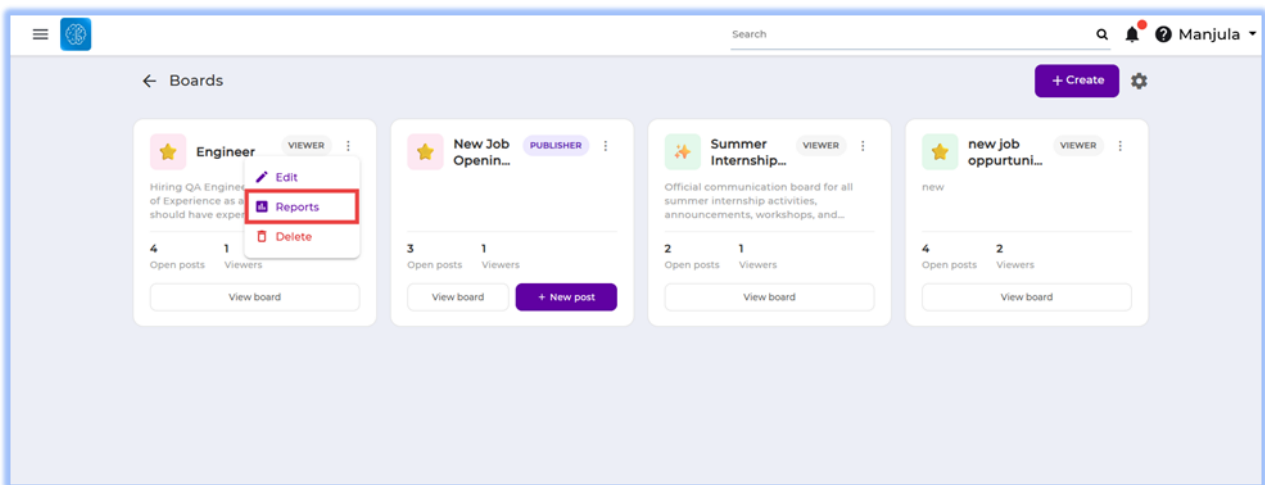 Search
Manjula
Boards
+ Create
Engineer
VIEWER
Hiring QA Engine
of Experience as a
should have exper
Edit
Reports
Delete
4
1
Open posts
Viewers
View board
New Job
Openin...
PUBLISHER
3
1
Open posts
Viewers
View board
+ New post
Summer
Internship...
VIEWER
Official communication board for all
summer internship activities,
announcements, workshops, and...
2
1
Open posts
Viewers
View board
new job
oppurtuni...
VIEWER
new
4
2
Open posts
Viewers
View board